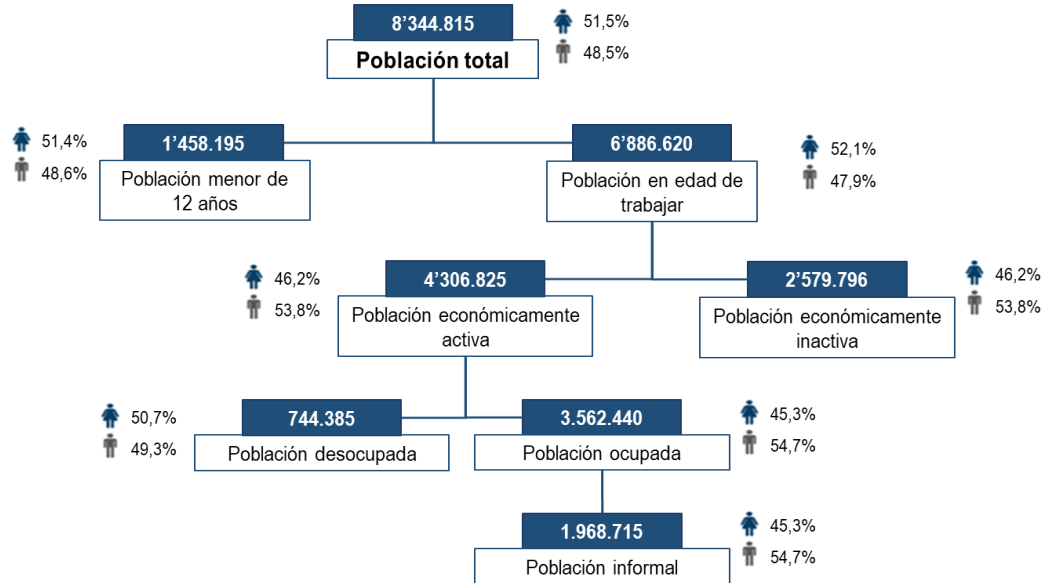 8’344.815
Población total
51,5%
48,5%
51,4%
48,6%
1’458.195
Población menor de
12 años
6’886.620
Población en edad de
trabajar
52,1%
47,9%
46,2%
53,8%
4’306.825
Población económicamente
activa
2’579.796
Población económicamente
inactiva
46,2%
53,8%
50,7%
49,3%
744.385
Población desocupada
3.562.440
Población ocupada
45,3%
54,7%
1.968.715
Población informal
45,3%
54,7%